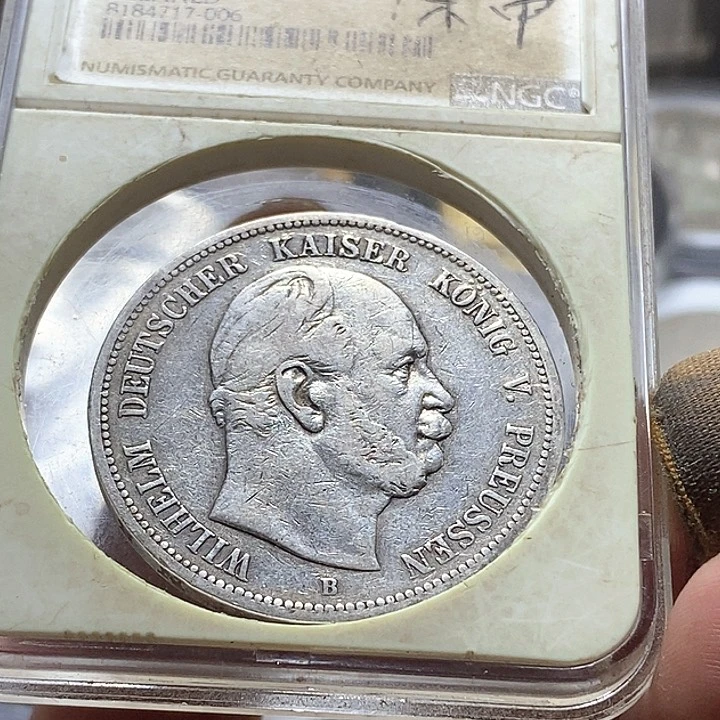 8184717-006
NUMISMATIC GUARANTY COMPANY
NGC
WILHELM DEUTSCHER KAISER KÖNIG V. PREUSSEN
B